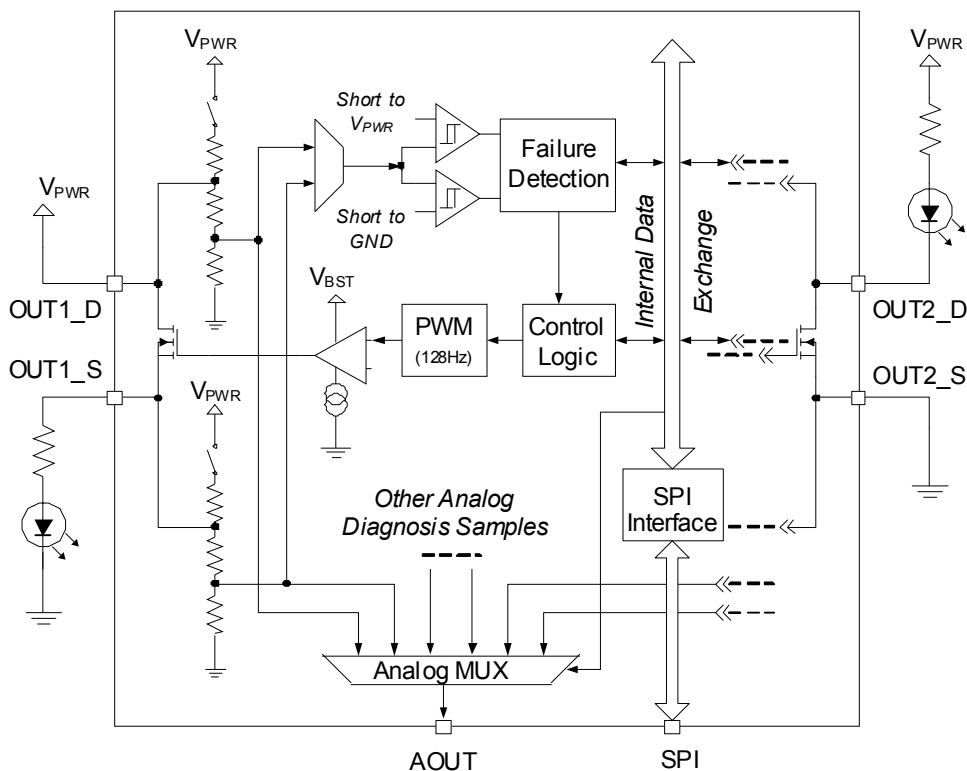 VPWR
VPWR
Short to
VPWR
Failure
Detection
VPWR
Short to
GND
Internal Data
Exchange
OUT1_D
OUT2_D
VBST
PWM
(128Hz)
Control
Logic
OUT1_S
OUT2_S
VPWR
Other Analog
Diagnosis Samples
SPI
Interface
Analog MUX
AOUT
SPI